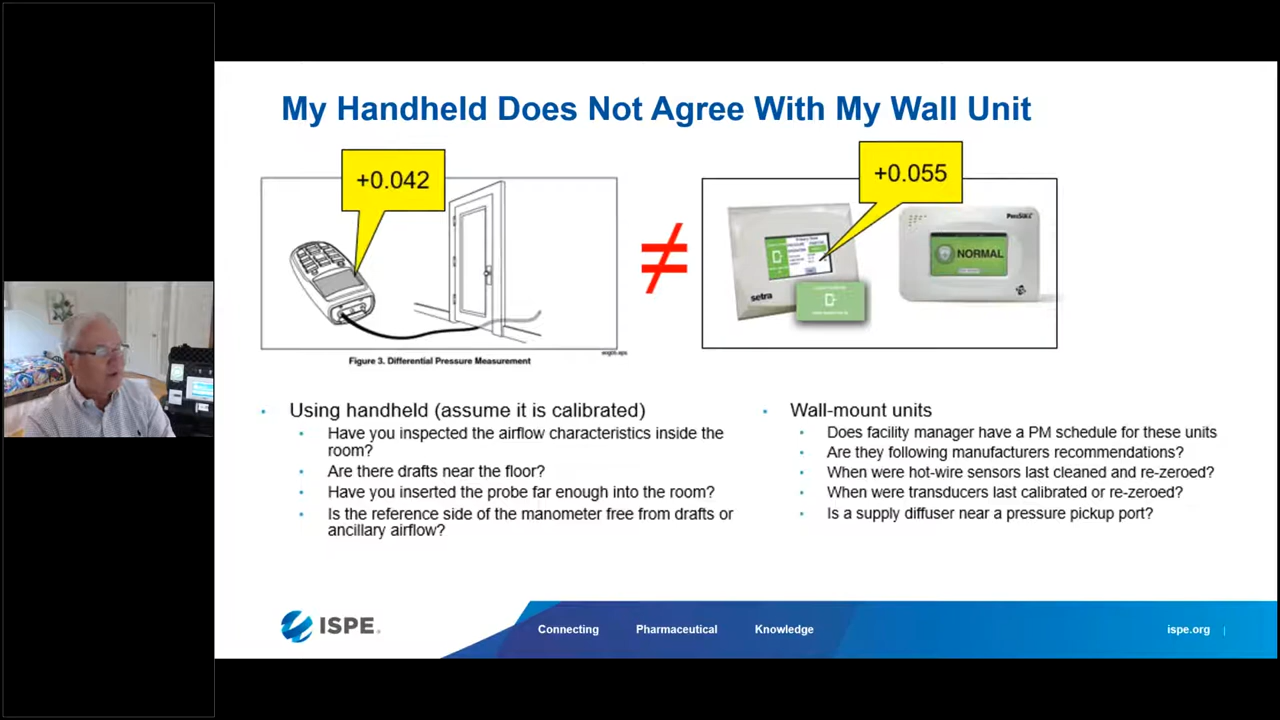 My Handheld Does Not Agree With My Wall Unit
+0.042
+0.055
≠
setra
NORMAL
Figure 3. Differential Pressure Measurement
• Using handheld (assume it is calibrated)
• Have you inspected the airflow characteristics inside the
room?
• Are there drafts near the floor?
• Have you inserted the probe far enough into the room?
• Is the reference side of the manometer free from drafts or
ancillary airflow?
• Wall-mount units
• Does facility manager have a PM schedule for these units
• Are they following manufacturers recommendations?
• When were hot-wire sensors last cleaned and re-zeroed?
• When were transducers last calibrated or re-zeroed?
• Is a supply diffuser near a pressure pickup port?
ISPE.
Connecting Pharmaceutical Knowledge
ispe.org |